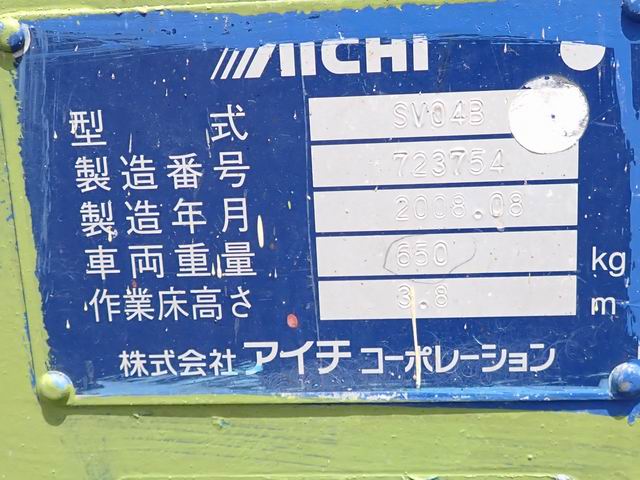 AICHI
型式 SV04B
製造番号 723754
製造年月 2008.08
車両重量 650 kg
作業床高さ 3.8 m
株式会社アイチコーポレーション